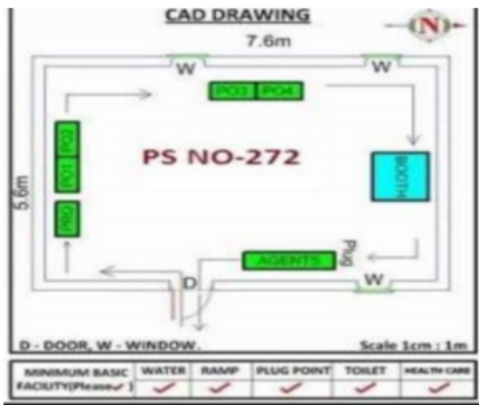 CAD DRAWING
7.6m
N
W W
PO3 PO4
PO2
PO1
PRO
5.6m
PS NO-272
BOOTH
AGENTS
Plug
D
W
D - DOOR, W - WINDOW.
Scale 1cm : 1m
MINIMUM BASIC FACILITY(Please✓ )
WATER ✓
RAMP ✓
PLUG POINT ✓
TOILET ✓
HEALTH CARE ✓